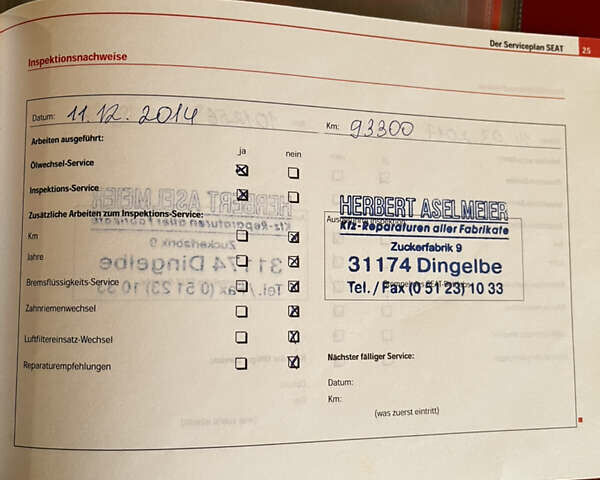 Der Serviceplan SEAT 25
Inspektionsnachweise
Datum: 11.12.2014 Km: 93300
Arbeiten ausgeführt:
ja nein
Ölwechsel-Service
Inspektions-Service
Zusätzliche Arbeiten zum Inspektions-Service:
Km
Jahre
Bremsflüssigkeits-Service
Zahnriemenwechsel
Luftfiltereinsatz-Wechsel
Reparaturempfehlungen
HERBERT ASELMEIER
Kfz-Reparaturen aller Fabrikate
Zuckerfabrik 9
31174 Dingelbe
Tel./Fax (0 51 23) 10 33
Nächster fälliger Service:
Datum:
Km:
(was zuerst eintritt)